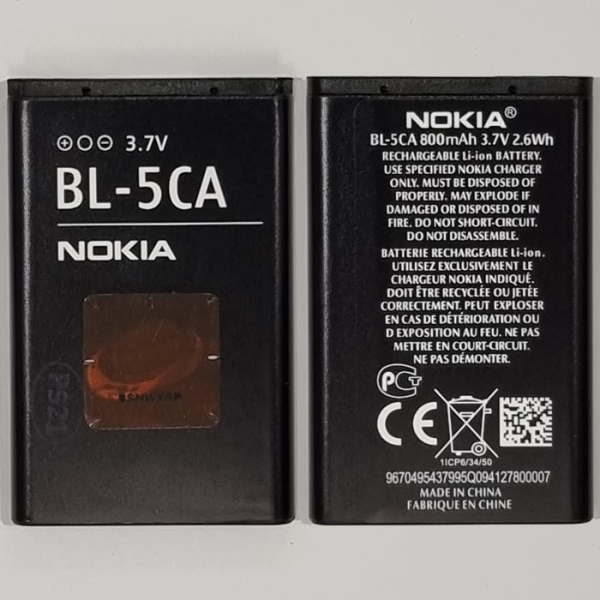 3.7V
BL-5CA
NOKIA
BSNWXSP
PS21
NOKIA®
BL-5CA 800mAh 3.7V 2.6Wh
RECHARGEABLE Li-ion BATTERY.
USE SPECIFIED NOKIA CHARGER
ONLY. MUST BE DISPOSED OF
PROPERLY. MAY EXPLODE IF
DAMAGED OR DISPOSED OF IN
FIRE. DO NOT SHORT-CIRCUIT.
DO NOT DISASSEMBLE.
BATTERIE RECHARGEABLE Li-ion.
UTILISEZ EXCLUSIVEMENT LE
CHARGEUR NOKIA INDIQUÉ.
DOIT ÊTRE RECYCLÉE OU JETÉE
CORRECTEMENT. PEUT EXPLOSER
EN CAS DE DÉTÉRIORATION OU
D'EXPOSITION AU FEU. NE PAS
METTRE EN COURT-CIRCUIT.
NE PAS DÉMONTER.
PCT
CE
1ICP6/34/50
9670495437995Q094127800007
MADE IN CHINA
FABRIQUÉ EN CHINE